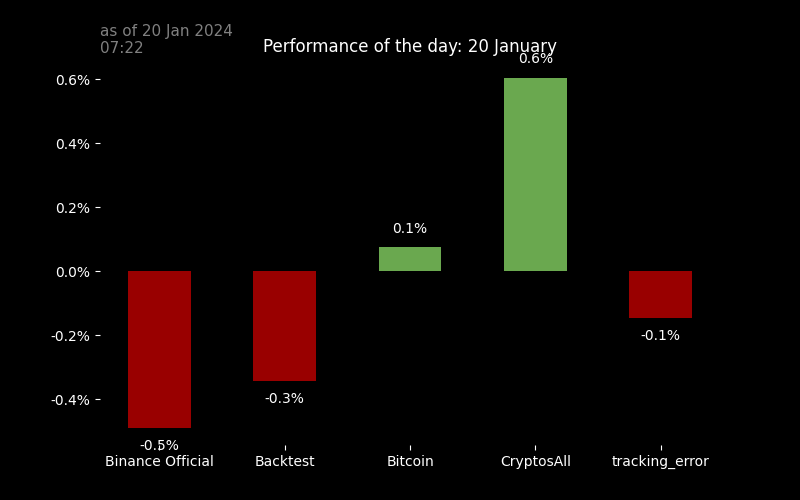 as of 20 Jan 2024
07:22
Performance of the day: 20 January
0.6%
0.6%
0.4%
0.2%
0.1%
0.0%
-0.2%
-0.1%
-0.4%
-0.3%
-0.5%
Binance Official
Backtest
Bitcoin
CryptosAll
tracking_error